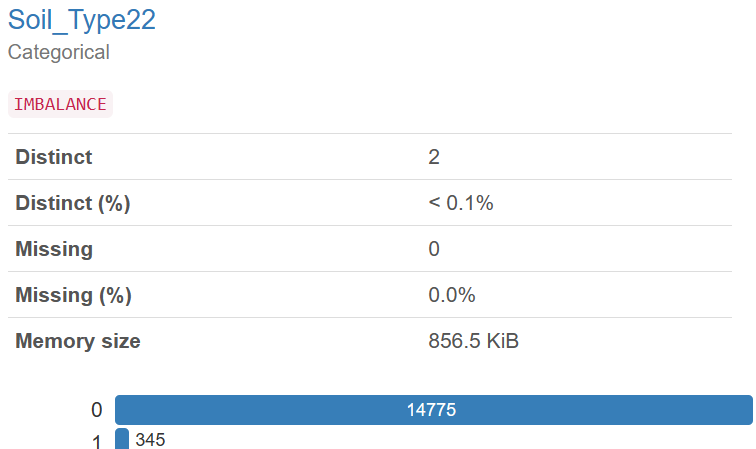 Soil_Type22
Categorical
IMBALANCE
Distinct 2
Distinct (%) < 0.1%
Missing 0
Missing (%) 0.0%
Memory size 856.5 KiB
0 14775
1 345